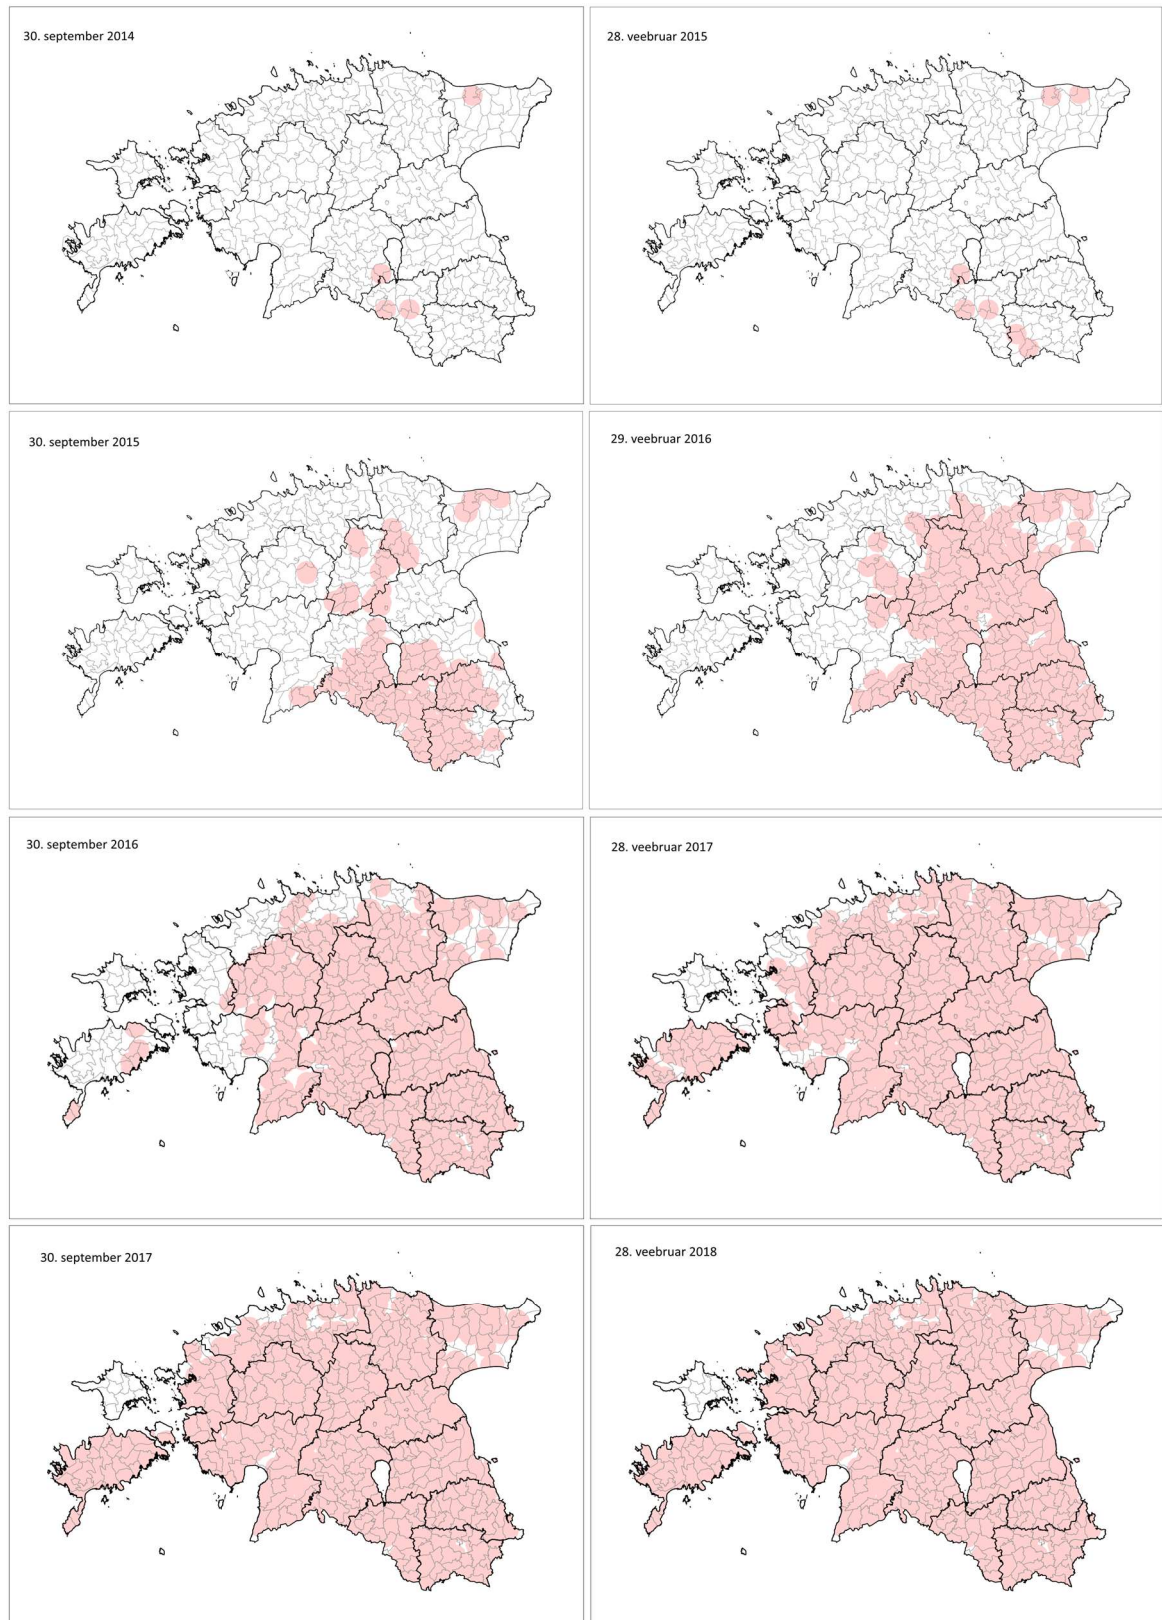 30. september 2014
28. veebruar 2015
30. september 2015
29. veebruar 2016
30. september 2016
28. veebruar 2017
30. september 2017
28. veebruar 2018